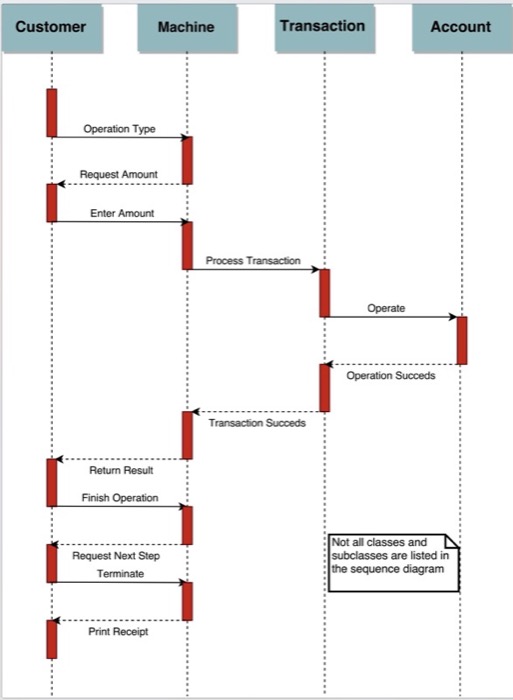 Customer
Machine
Transaction
Account
Operation Type
Request Amount
Enter Amount
Process Transaction
Operate
Operation Succeds
Transaction Succeds
Return Result
Finish Operation
Request Next Step
Terminate
Print Receipt
Not all classes and
subclasses are listed in
the sequence diagram